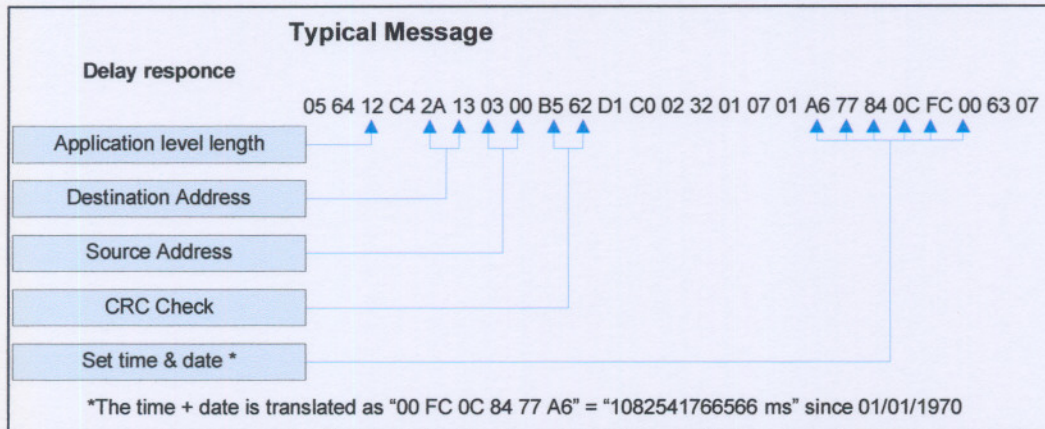 Typical Message
Delay responce
05 64 12 C4 2A 13 03 00 B5 62 D1 C0 02 32 01 07 01 A6 77 84 0C FC 00 63 07
Application level length
Destination Address
Source Address
CRC Check
Set time & date *
*The time + date is translated as “00 FC 0C 84 77 A6” = “1082541766566 ms” since 01/01/1970